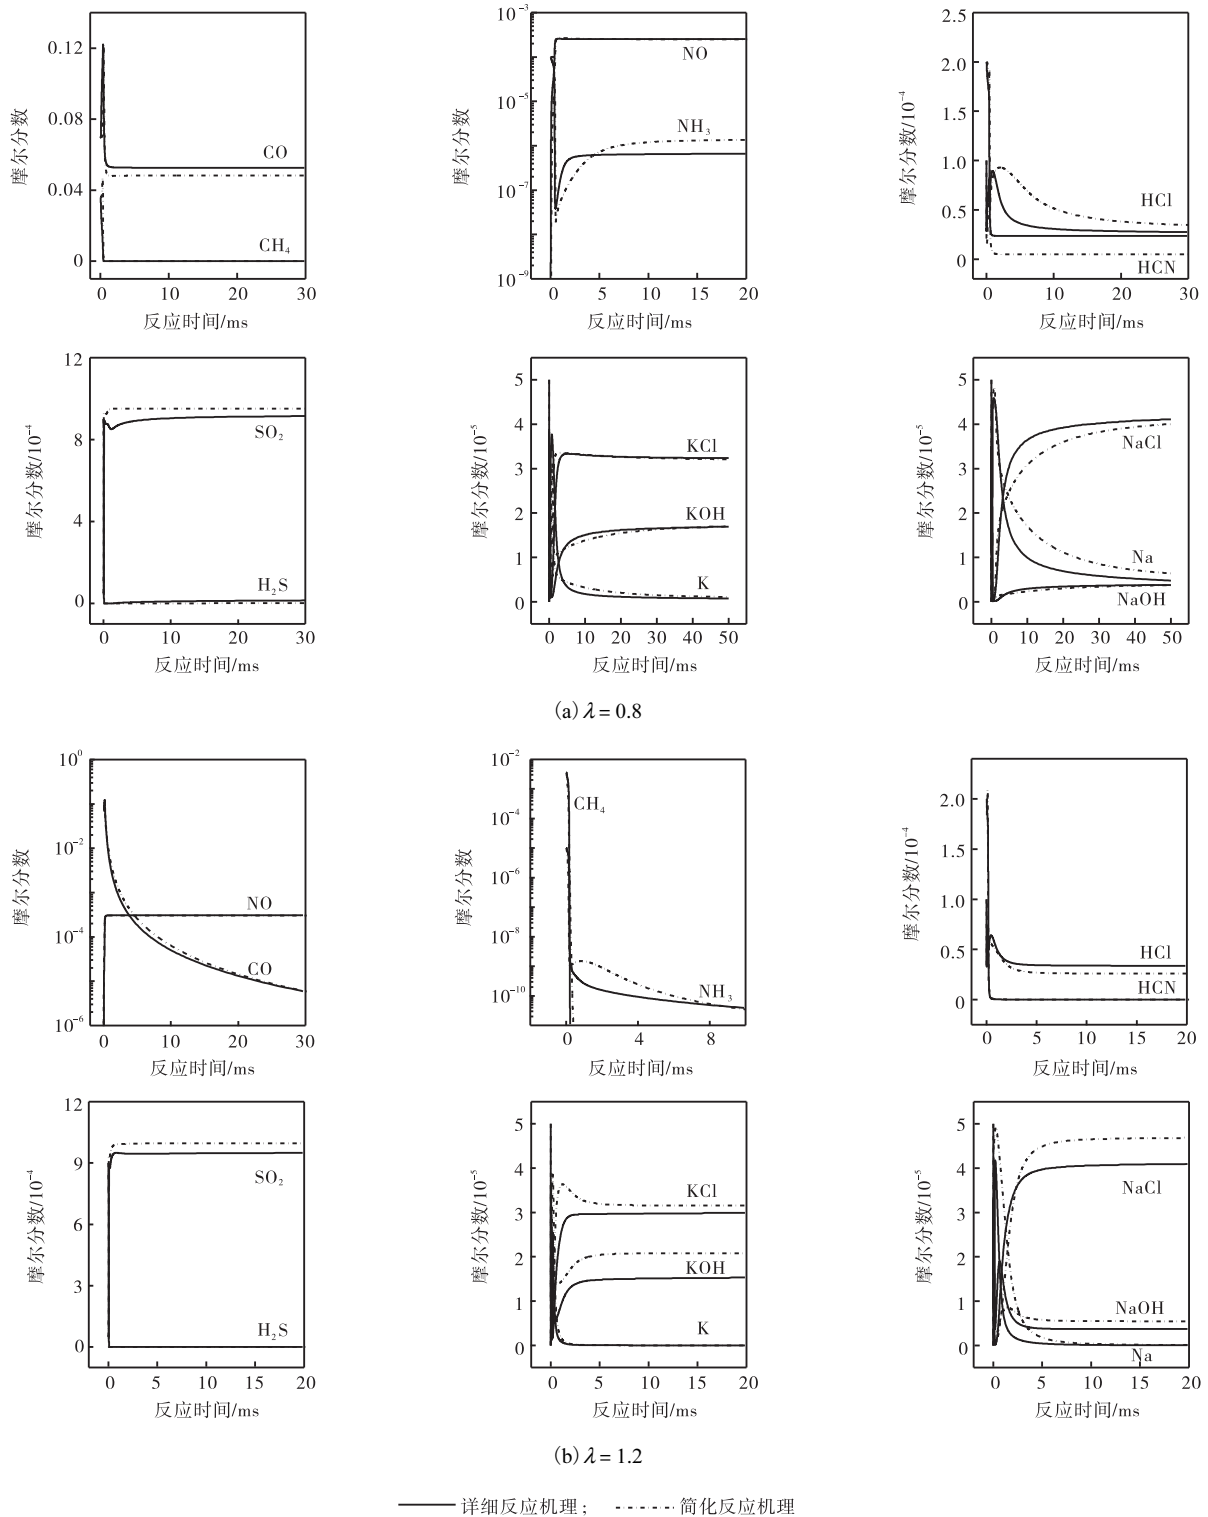 0.12
0.08
0.04
0
摩尔分数
CO
CH₄
0 10 20 30
反应时间/ms
10⁻³
10⁻⁵
10⁻⁷
10⁻⁹
摩尔分数
NO
NH₃
0 5 10 15 20
反应时间/ms
2.5
2.0
1.5
1.0
0.5
0
摩尔分数/10⁻⁴
HCl
HCN
0 10 20 30
反应时间/ms
12
8
4
0
摩尔分数/10⁻⁴
SO₂
H₂S
0 10 20 30
反应时间/ms
5
4
3
2
1
0
摩尔分数/10⁻⁵
KCl
KOH
K
0 10 20 30 40 50
反应时间/ms
5
4
3
2
1
0
摩尔分数/10⁻⁵
NaCl
Na
NaOH
0 10 20 30 40 50
反应时间/ms
(a) λ = 0.8
10⁰
10⁻²
10⁻⁴
10⁻⁶
摩尔分数
NO
CO
0 10 20 30
反应时间/ms
10⁻²
10⁻⁴
10⁻⁶
10⁻⁸
10⁻¹⁰
摩尔分数
CH₄
NH₃
0 4 8
反应时间/ms
2.0
1.5
1.0
0.5
0
摩尔分数/10⁻⁴
HCl
HCN
0 5 10 15 20
反应时间/ms
12
9
6
3
0
摩尔分数/10⁻⁴
SO₂
H₂S
0 5 10 15 20
反应时间/ms
5
4
3
2
1
0
摩尔分数/10⁻⁵
KCl
KOH
K
0 5 10 15 20
反应时间/ms
5
4
3
2
1
0
摩尔分数/10⁻⁵
NaCl
NaOH
Na
0 5 10 15 20
反应时间/ms
(b) λ = 1.2
详细反应机理; 简化反应机理